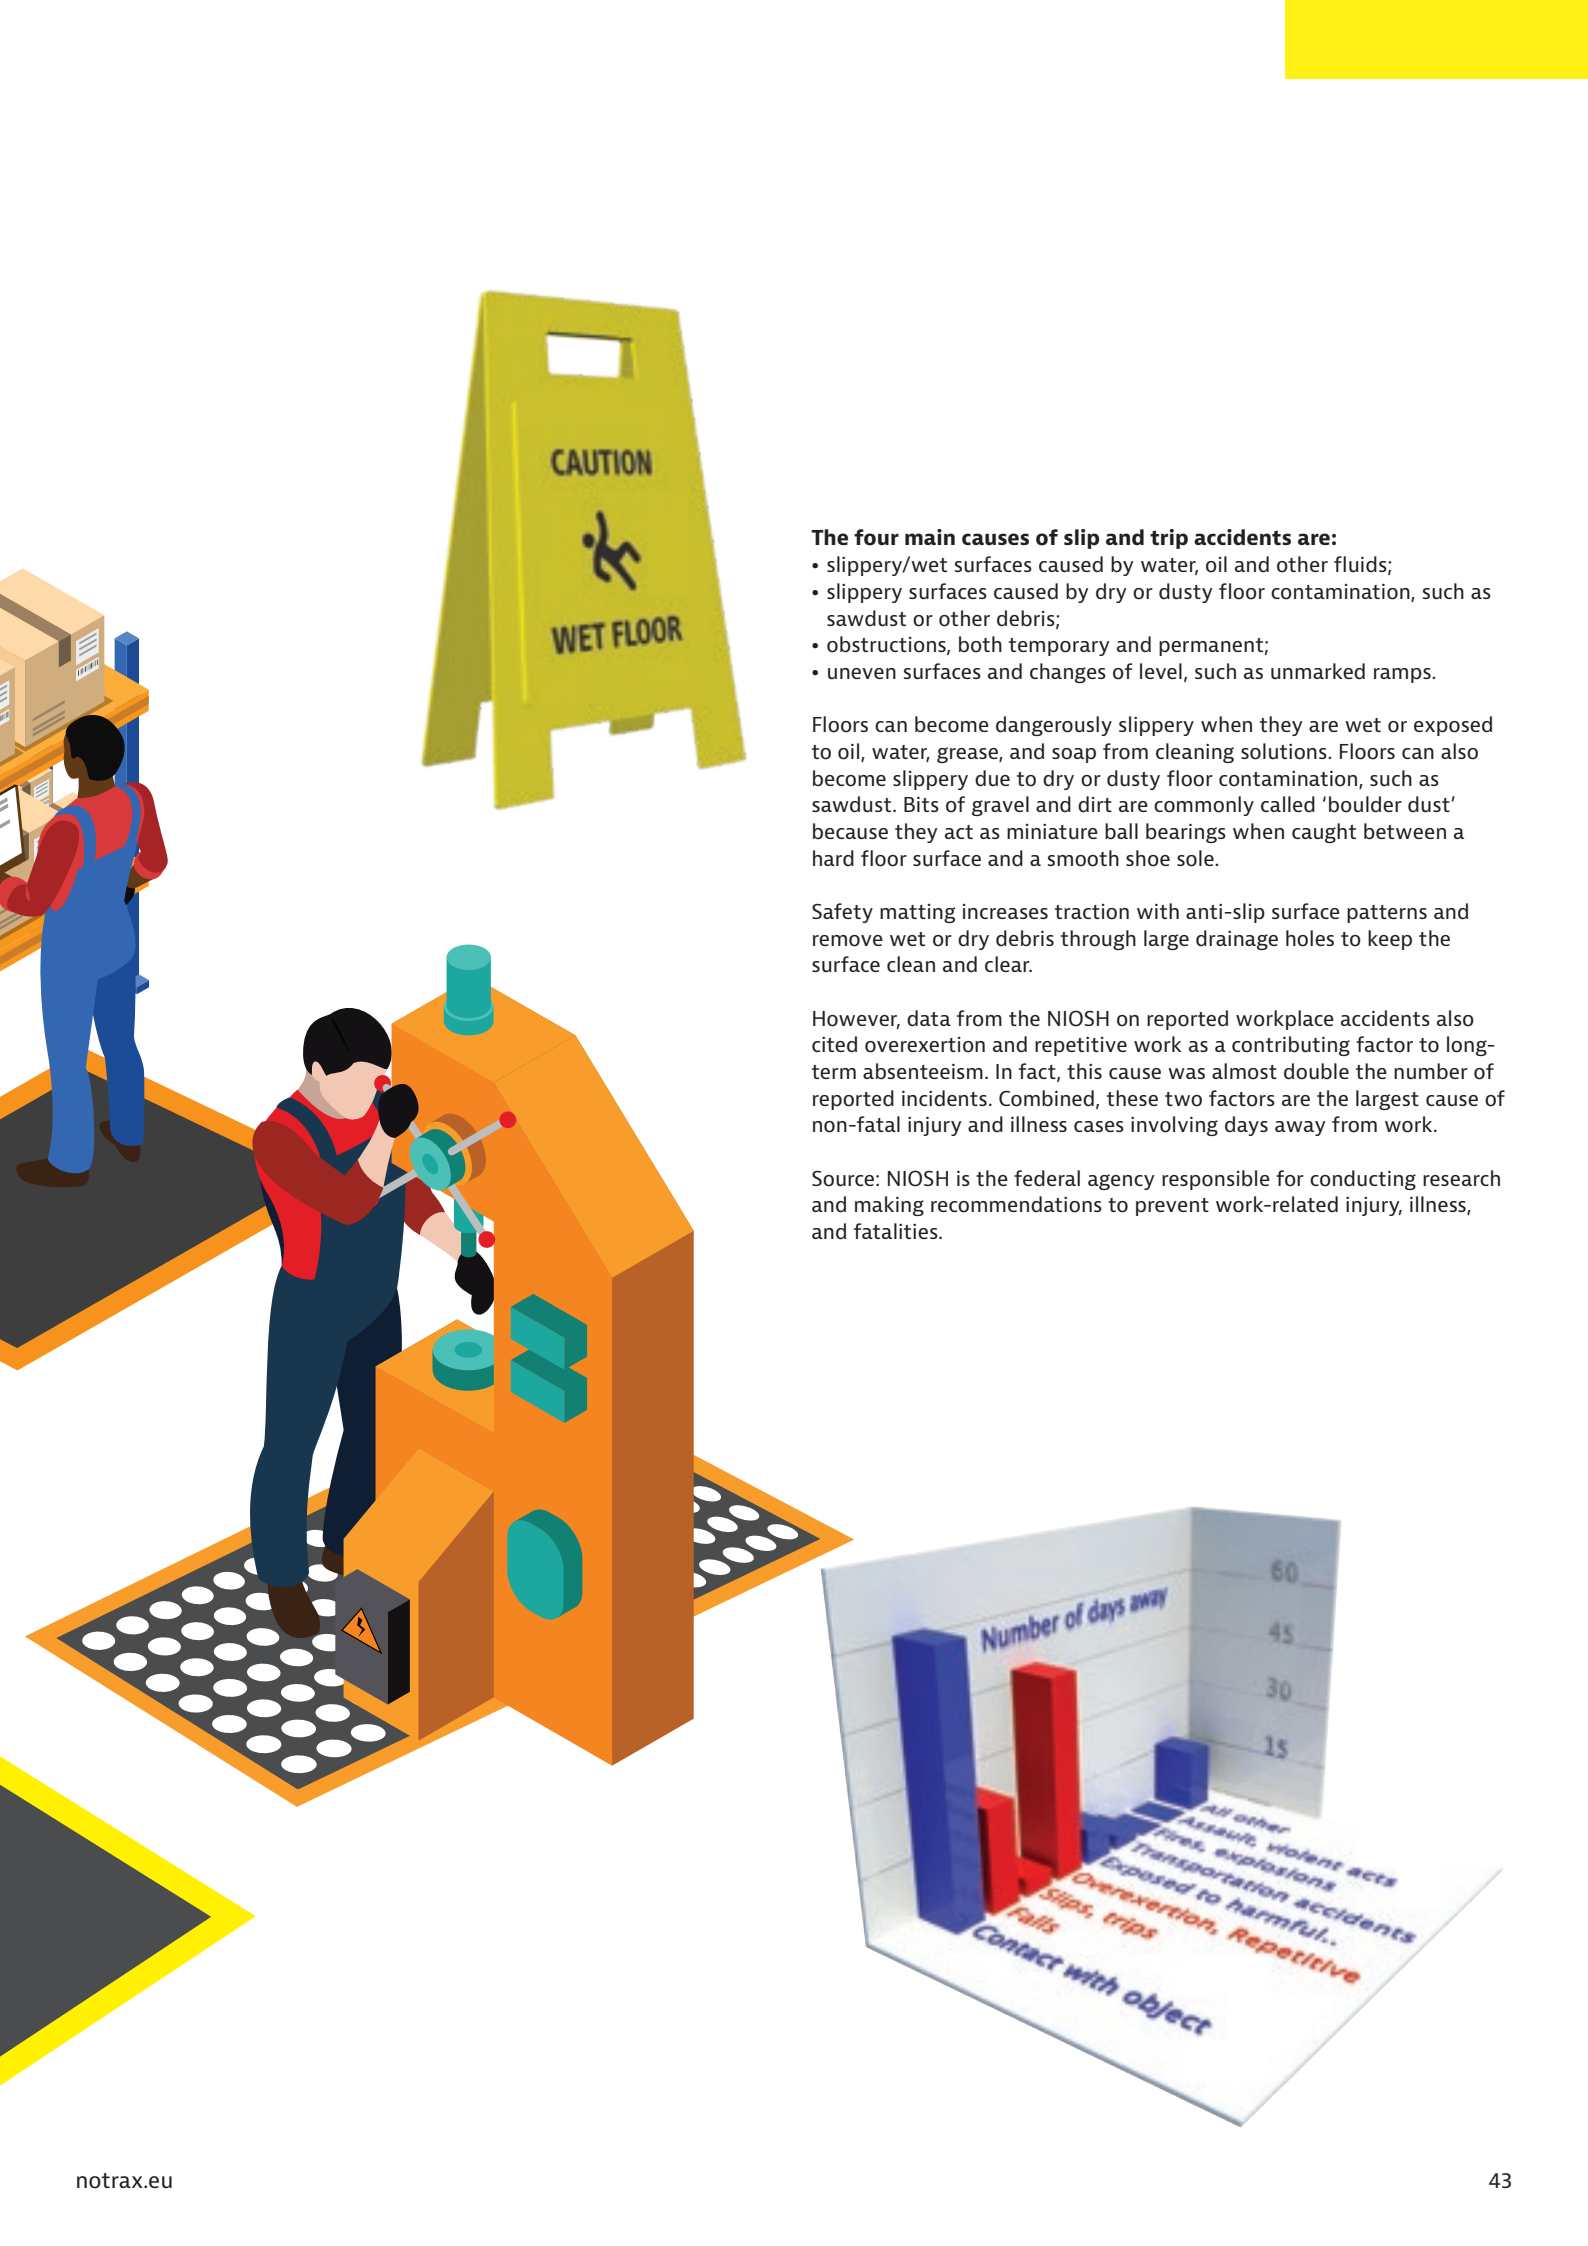 CAUTION
WET FLOOR
The four main causes of slip and trip accidents are:
• slippery/wet surfaces caused by water, oil and other fluids;
• slippery surfaces caused by dry or dusty floor contamination, such as
sawdust or other debris;
• obstructions, both temporary and permanent;
• uneven surfaces and changes of level, such as unmarked ramps.
Floors can become dangerously slippery when they are wet or exposed
to oil, water, grease, and soap from cleaning solutions. Floors can also
become slippery due to dry or dusty floor contamination, such as
sawdust. Bits of gravel and dirt are commonly called ‘boulder dust’
because they act as miniature ball bearings when caught between a
hard floor surface and a smooth shoe sole.
Safety matting increases traction with anti-slip surface patterns and
remove wet or dry debris through large drainage holes to keep the
surface clean and clear.
However, data from the NIOSH on reported workplace accidents also
cited overexertion and repetitive work as a contributing factor to long-
term absenteeism. In fact, this cause was almost double the number of
reported incidents. Combined, these two factors are the largest cause of
non-fatal injury and illness cases involving days away from work.
Source: NIOSH is the federal agency responsible for conducting research
and making recommendations to prevent work-related injury, illness,
and fatalities.
Number of days away
60
45
30
15
All other
Assault, violent acts
Fires, explosions
Transportation accidents
Exposed to harmful..
Overexertion, Repetitive
Slips, trips
Falls
Contact with object
notrax.eu
43